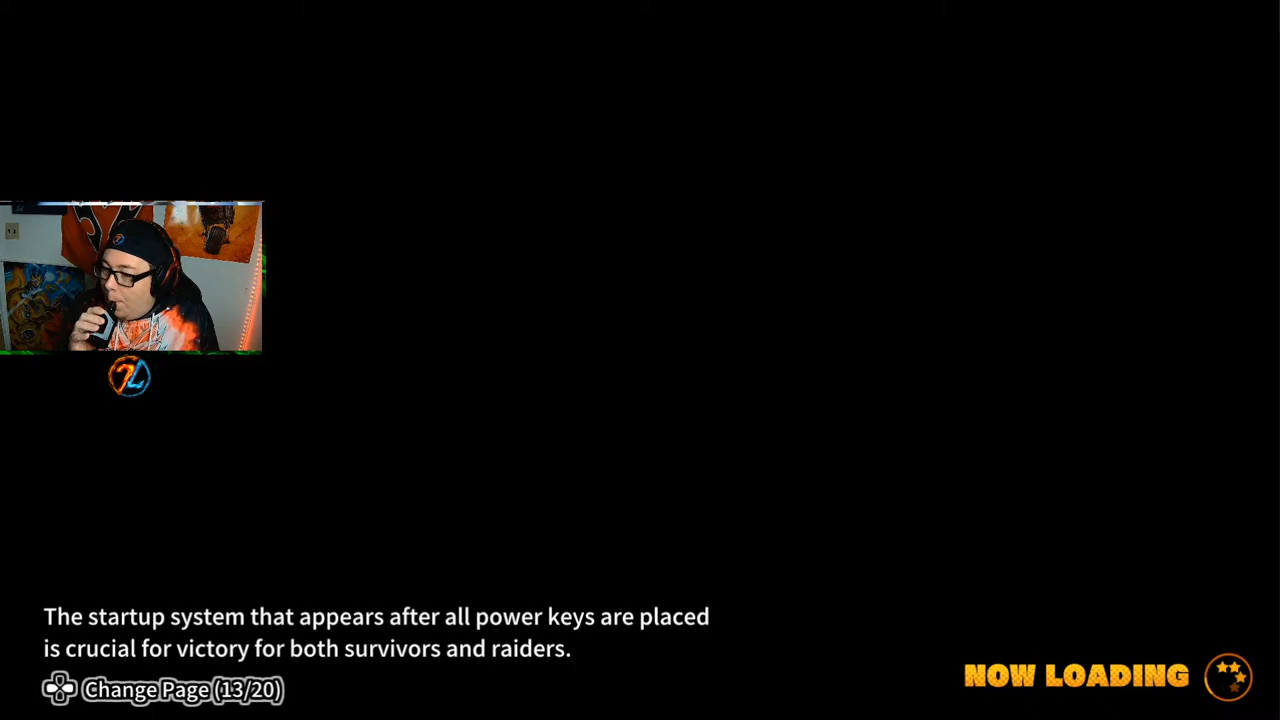 The startup system that appears after all power keys are placed
is crucial for victory for both survivors and raiders.
Change Page (13/20)
NOW LOADING